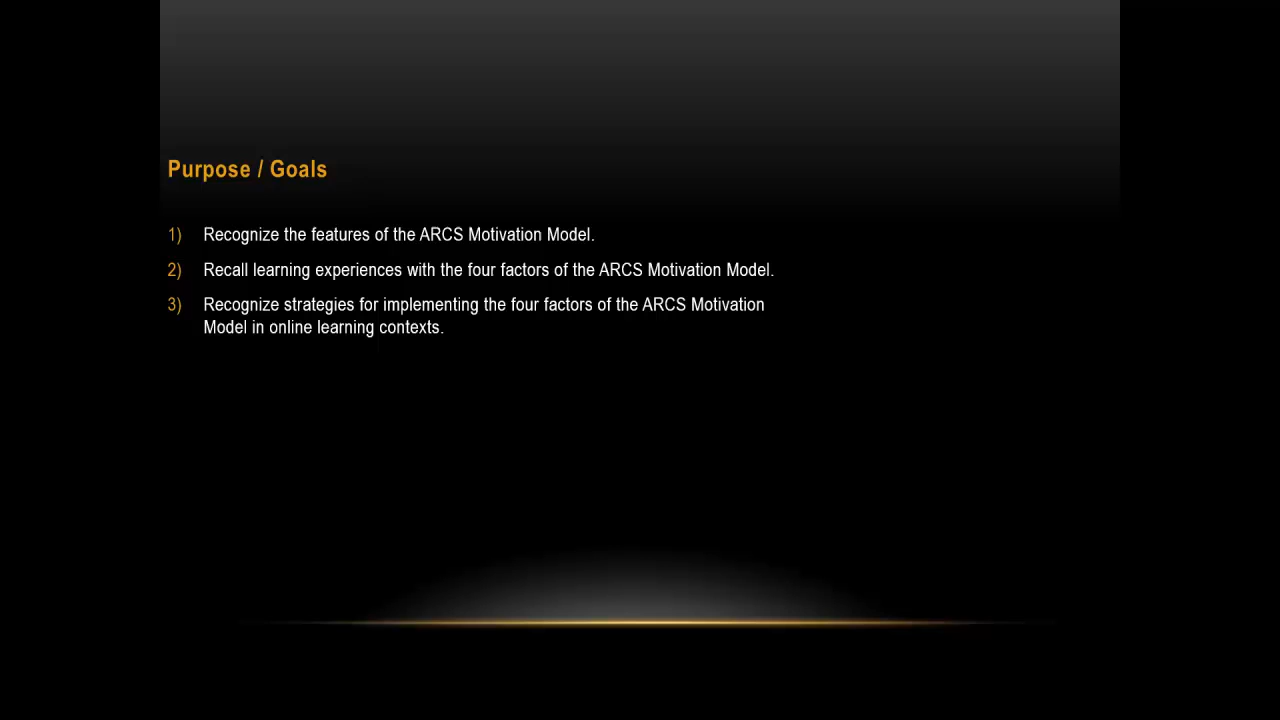 Purpose / Goals
1) Recognize the features of the ARCS Motivation Model.
2) Recall learning experiences with the four factors of the ARCS Motivation Model.
3) Recognize strategies for implementing the four factors of the ARCS Motivation
Model in online learning contexts.